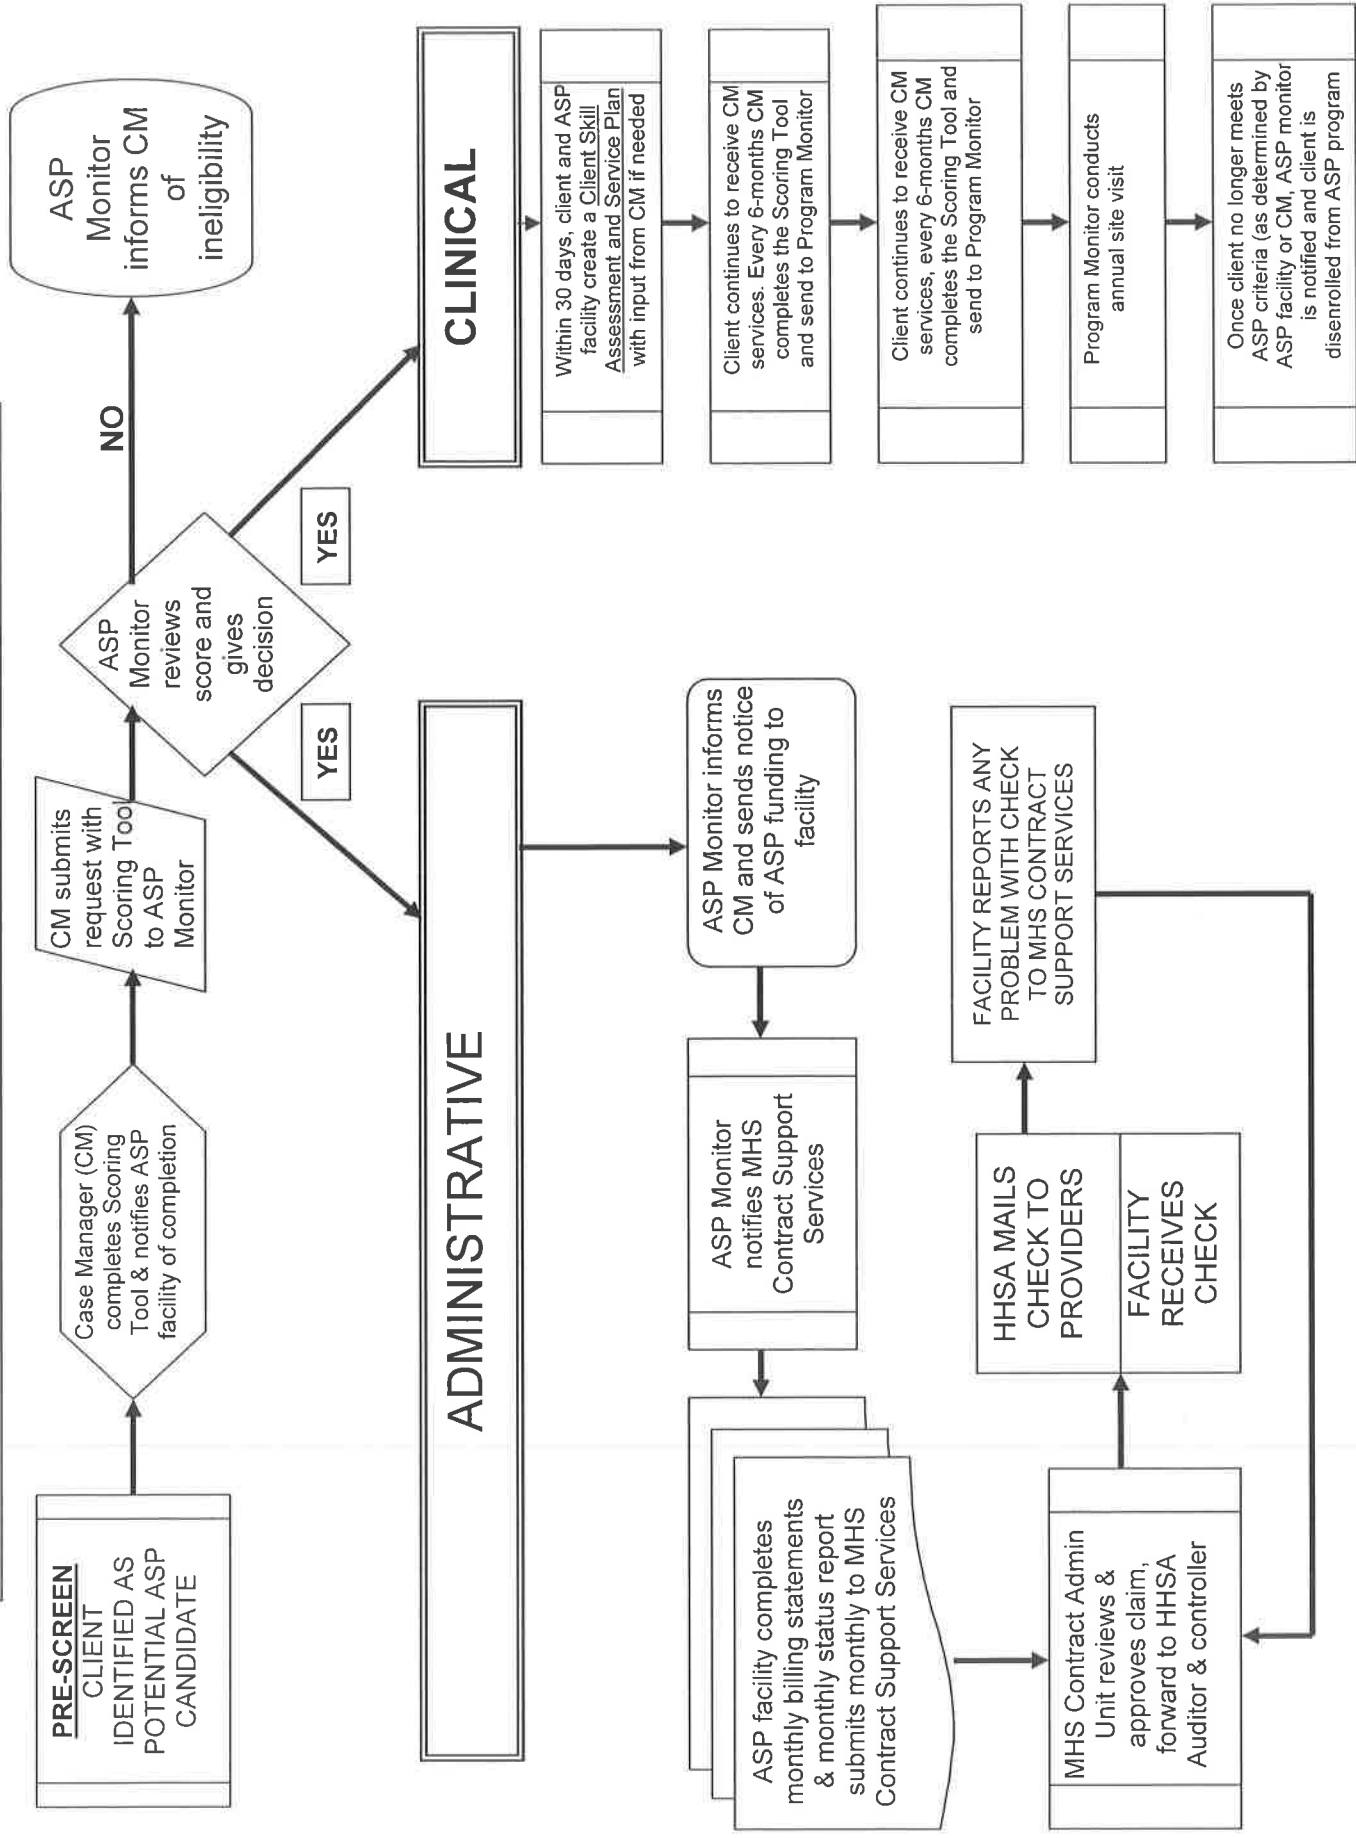 PRE-SCREEN
CLIENT
IDENTIFIED AS
POTENTIAL ASP
CANDIDATE
Case Manager (CM)
completes Scoring
Tool & notifies ASP
facility of completion
CM submits
request with
Scoring Tool
to ASP
Monitor
ASP
Monitor
reviews
score and
gives
decision
NO
ASP
Monitor
informs CM
of
ineligibility
YES
YES
ADMINISTRATIVE
ASP Monitor informs
CM and sends notice
of ASP funding to
facility
ASP Monitor
notifies MHS
Contract Support
Services
ASP facility completes
monthly billing statements
& monthly status report
submits monthly to MHS
Contract Support Services
MHS Contract Admin
Unit reviews &
approves claim,
forward to HHSA
Auditor & controller
HHSA MAILS
CHECK TO
PROVIDERS
FACILITY
RECEIVES
CHECK
FACILITY REPORTS ANY
PROBLEM WITH CHECK
TO MHS CONTRACT
SUPPORT SERVICES
CLINICAL
Within 30 days, client and ASP
facility create a Client Skill
Assessment and Service Plan
with input from CM if needed
Client continues to receive CM
services. Every 6-months CM
completes the Scoring Tool
and send to Program Monitor
Client continues to receive CM
services, every 6-months CM
completes the Scoring Tool and
send to Program Monitor
Program Monitor conducts
annual site visit
Once client no longer meets
ASP criteria (as determined by
ASP facility or CM, ASP monitor
is notified and client is
disenrolled from ASP program